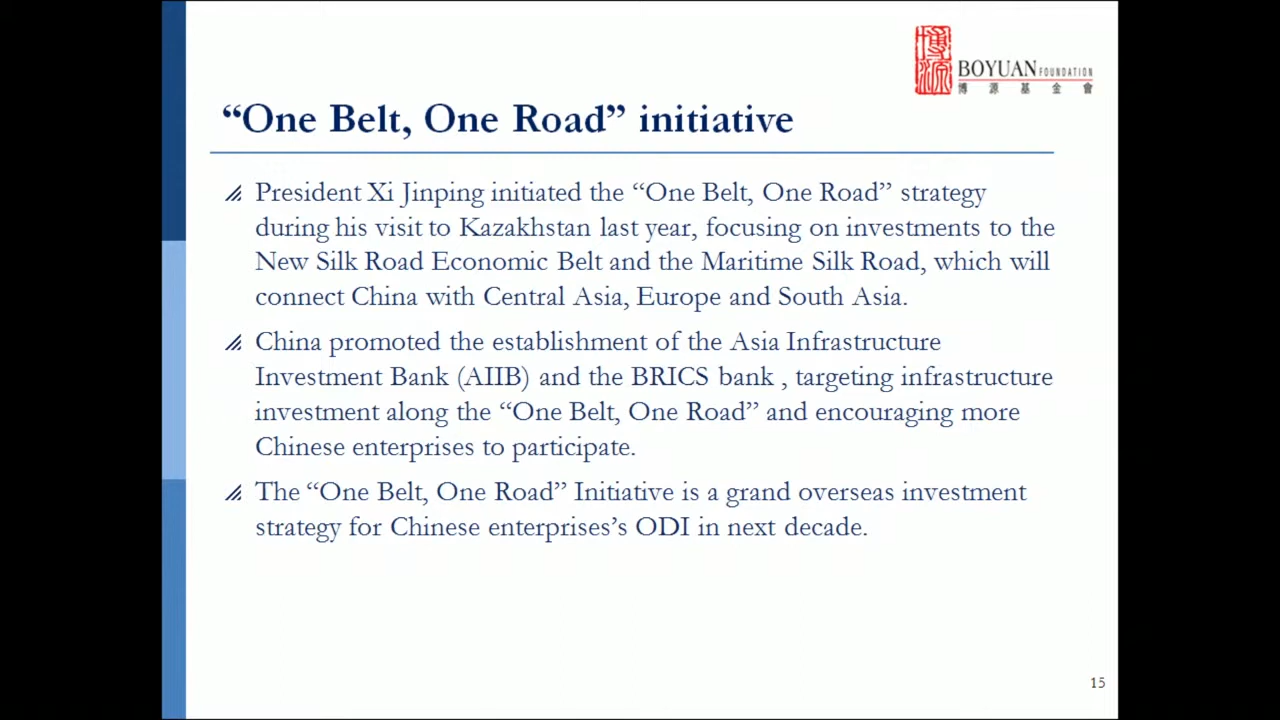 博源
BOYUAN FOUNDATION
博源基金會
“One Belt, One Road” initiative
President Xi Jinping initiated the “One Belt, One Road” strategy
during his visit to Kazakhstan last year, focusing on investments to the
New Silk Road Economic Belt and the Maritime Silk Road, which will
connect China with Central Asia, Europe and South Asia.
China promoted the establishment of the Asia Infrastructure
Investment Bank (AIIB) and the BRICS bank , targeting infrastructure
investment along the “One Belt, One Road” and encouraging more
Chinese enterprises to participate.
The “One Belt, One Road” Initiative is a grand overseas investment
strategy for Chinese enterprises’s ODI in next decade.
15